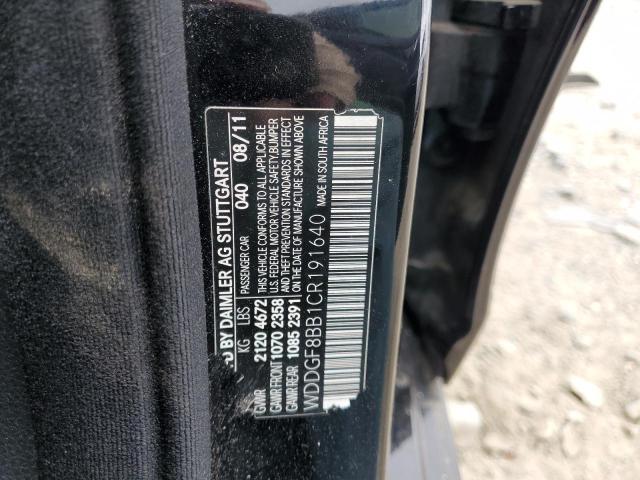 D BY DAIMLER AG STUTTGART
KG LBS PASSENGER CAR 040 08/11
GVWR 2120 4672 THIS VEHICLE CONFORMS TO ALL APPLICABLE
GAWR FRONT 1070 2358 U.S. FEDERAL MOTOR VEHICLE SAFETY, BUMPER
GAWR REAR 1085 2391 AND THEFT PREVENTION STANDARDS IN EFFECT
ON THE DATE OF MANUFACTURE SHOWN ABOVE
WDDGF8BB1CR191640 MADE IN SOUTH AFRICA